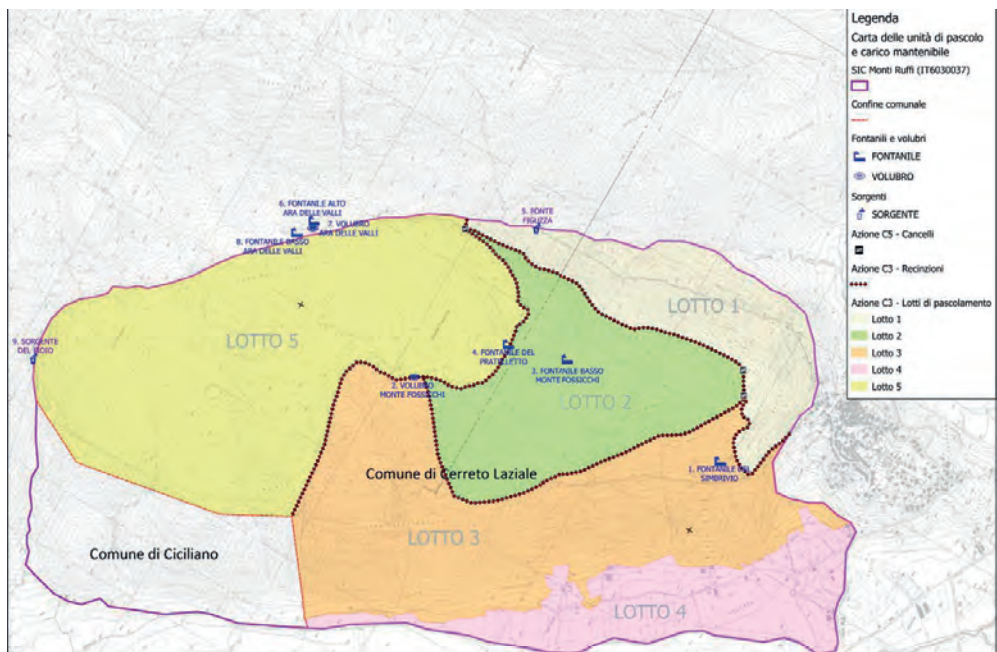 Legenda
Carta delle unità di pascolo
e carico mantenibile
SIC Monti Ruffi (IT6030037)
Confine comunale
Fontanili e volubri
FONTANILE
VOLUBRO
Sorgenti
SORGENTE
Azione C5 - Cancelli
Azione C3 - Recinzioni
Azione C3 - Lotti di pascolamento
Lotto 1
Lotto 2
Lotto 3
Lotto 4
Lotto 5
6. FONTANILE ALTO
ARA DELLE VALLI
7. VOLUBRO
ARA DELLE VALLI
8. FONTANILE BASSO
ARA DELLE VALLI
5. FONTE
FIGUZZA
LOTTO 1
LOTTO 5
9. SORGENTE
DEL
4. FONTANILE DEL
PRATELLETTO
3. FONTANILE BASSO
MONTE FOSSICCHI
2. VOLUBRO
MONTE FOSSICCHI
LOTTO 2
1. FONTANILE DEL
SIMBRIVIO
Comune di Cerreto Laziale
LOTTO 3
Comune di Ciciliano
LOTTO 4